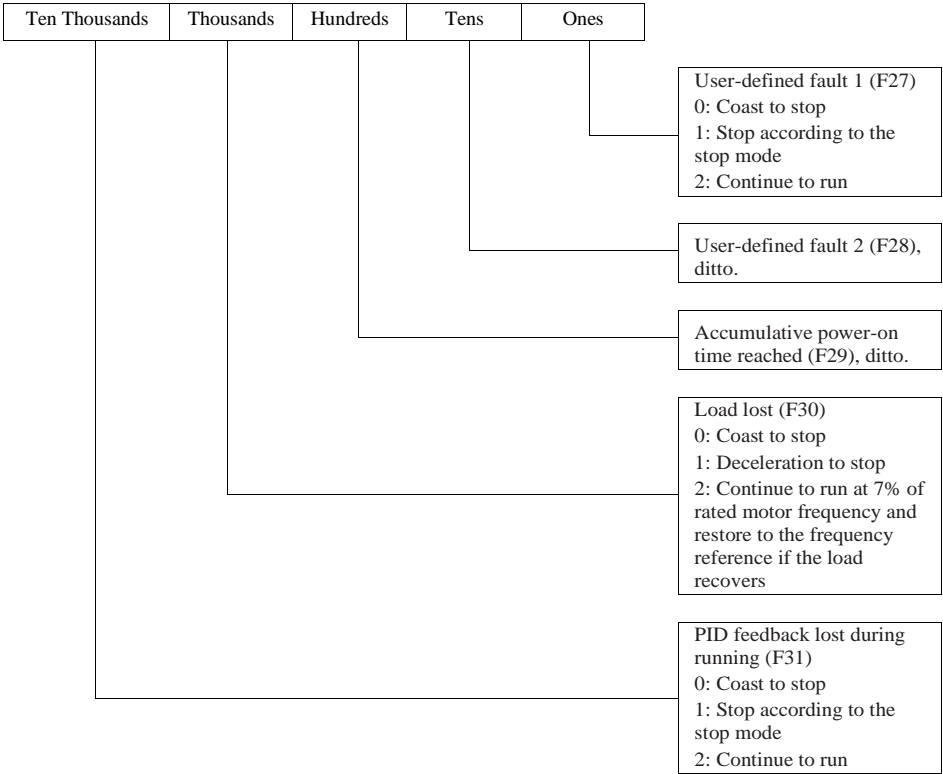 Ten Thousands Thousands Hundreds Tens Ones
User-defined fault 1 (F27)
0: Coast to stop
1: Stop according to the
stop mode
2: Continue to run
User-defined fault 2 (F28),
ditto.
Accumulative power-on
time reached (F29), ditto.
Load lost (F30)
0: Coast to stop
1: Deceleration to stop
2: Continue to run at 7% of
rated motor frequency and
restore to the frequency
reference if the load
recovers
PID feedback lost during
running (F31)
0: Coast to stop
1: Stop according to the
stop mode
2: Continue to run